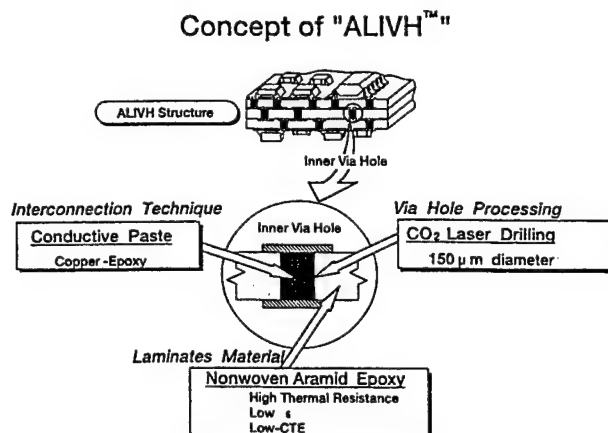 Concept of "ALIVH™"
ALIVH Structure
Inner Via Hole
Interconnection Technique
Conductive Paste
Copper-Epoxy
Inner Via Hole
Via Hole Processing
CO₂ Laser Drilling
150 μm diameter
Laminates Material
Nonwoven Aramid Epoxy
High Thermal Resistance
Low ε
Low-CTE